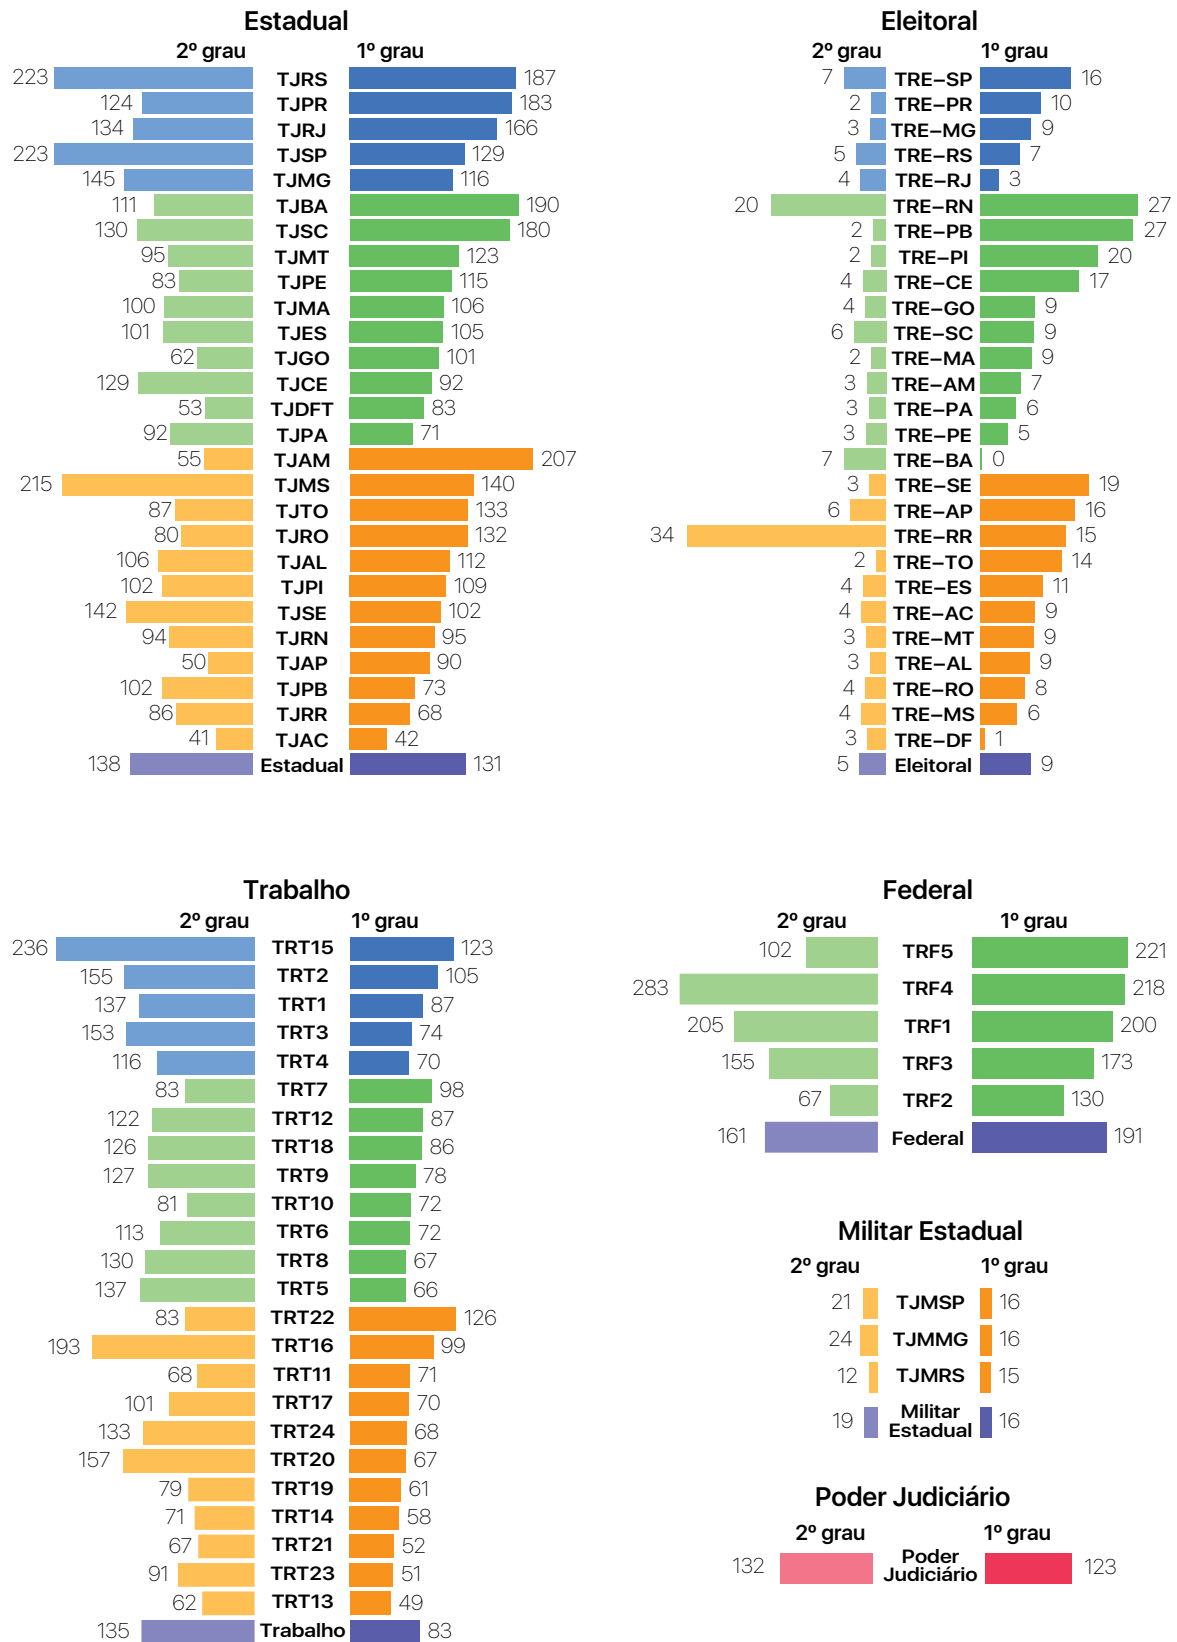 Estadual
2º grau 1º grau
223 TJRS 187
124 TJPR 183
134 TJRJ 166
223 TJSP 129
145 TJMG 116
111 TJBA 190
130 TJSC 180
95 TJMT 123
83 TJPE 115
100 TJMA 106
101 TJES 105
62 TJGO 101
129 TJCE 92
53 TJDFT 83
92 TJPA 71
55 TJAM 207
215 TJMS 140
87 TJTO 133
80 TJRO 132
106 TJAL 112
102 TJPI 109
142 TJSE 102
94 TJRN 95
50 TJAP 90
102 TJPB 73
86 TJRR 68
41 TJAC 42
138 Estadual 131
Eleitoral
2º grau 1º grau
7 TRE–SP 16
2 TRE–PR 10
3 TRE–MG 9
5 TRE–RS 7
4 TRE–RJ 3
20 TRE–RN 27
2 TRE–PB 27
2 TRE–PI 20
4 TRE–CE 17
4 TRE–GO 9
6 TRE–SC 9
2 TRE–MA 9
3 TRE–AM 7
3 TRE–PA 6
3 TRE–PE 5
7 TRE–BA 0
3 TRE–SE 19
6 TRE–AP 16
34 TRE–RR 15
2 TRE–TO 14
4 TRE–ES 11
4 TRE–AC 9
3 TRE–MT 9
3 TRE–AL 9
4 TRE–RO 8
4 TRE–MS 6
3 TRE–DF 1
5 Eleitoral 9
Trabalho
2º grau 1º grau
236 TRT15 123
155 TRT2 105
137 TRT1 87
153 TRT3 74
116 TRT4 70
83 TRT7 98
122 TRT12 87
126 TRT18 86
127 TRT9 78
81 TRT10 72
113 TRT6 72
130 TRT8 67
137 TRT5 66
83 TRT22 126
193 TRT16 99
68 TRT11 71
101 TRT17 70
133 TRT24 68
157 TRT20 67
79 TRT19 61
71 TRT14 58
67 TRT21 52
91 TRT23 51
62 TRT13 49
135 Trabalho 83
Federal
2º grau 1º grau
102 TRF5 221
283 TRF4 218
205 TRF1 200
155 TRF3 173
67 TRF2 130
161 Federal 191
Militar Estadual
2º grau 1º grau
21 TJMSP 16
24 TJMMG 16
12 TJMRS 15
19 Militar 16
Estadual
Poder Judiciário
2º grau 1º grau
132 Poder 123
Judiciário